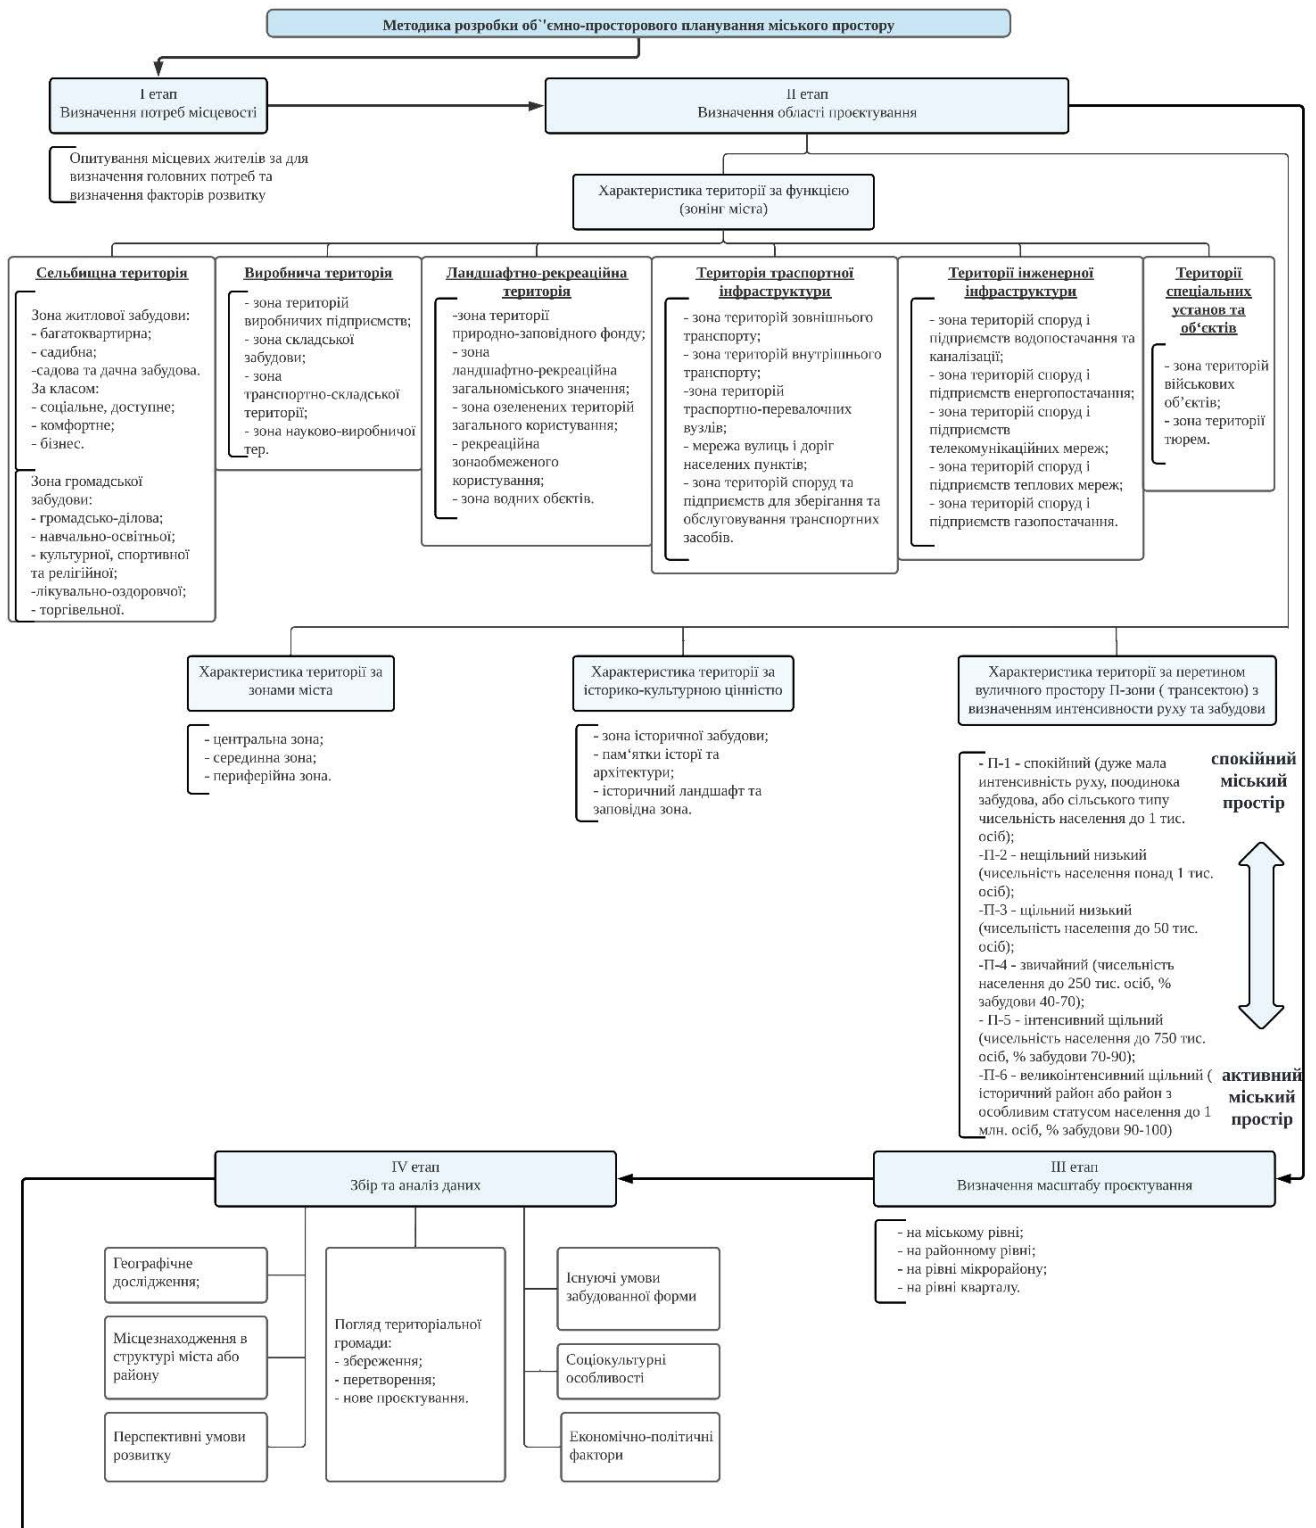 Методика розробки об`'ємно-просторового планування міського простору
І етап
Визначення потреб місцевості
ІІ етап
Визначення області проєктування
Опитування місцевих жителів за для
визначення головних потреб та
визначення факторів розвитку
Характеристика території за функцією
(зонінг міста)
Сельбищна територія
Зона житлової забудови:
- багатоквартирна;
- садибна;
-садова та дачна забудова.
За класом:
- соціальне, доступне;
- комфортне;
- бізнес.
Зона громадської
забудови:
- громадсько-ділова;
- навчально-освітньої;
- культурної, спортивної
та релігійної;
-лікувально-оздоровчої;
- торгівельної.
Виробнича територія
- зона територій
виробничих підприємств;
- зона складської
забудови;
- зона
транспортно-складської
території;
- зона науково-виробничої
тер.
Ландшафтно-рекреаційна
територія
-зона території
природно-заповідного фонду;
- зона
ландшафтно-рекреаційна
загальноміського значення;
- зона озеленених територій
загального користування;
- рекреаційна
зонаобмеженого
користування;
- зона водних обєктів.
Територія траспортної
інфраструктури
- зона територій зовнішнього
транспорту;
- зона територій внутрішнього
транспорту;
-зона територій
траспортно-перевалочних
вузлів;
- мережа вулиць і доріг
населених пунктів;
- зона територій споруд та
підприємств для зберігання та
обслуговування транспортних
засобів.
Території інженерної
інфраструктури
- зона територій споруд і
підприємств водопостачання та
каналізації;
- зона територій споруд і
підприємств енергопостачання;
- зона територій споруд і
підприємств
телекомунікаційних мереж;
- зона територій споруд і
підприємств теплових мереж;
- зона територій споруд і
підприємств газопостачання.
Території
спеціальних
установ та
об‘єктів
- зона територій
військових
об’єктів;
- зона території
тюрем.
Характеристика території за
зонами міста
- центральна зона;
- серединна зона;
- периферійна зона.
Характеристика території за
історико-культурною цінністю
- зона історичної забудови;
- пам‘ятки історї та
архітектури;
- історичний ландшафт та
заповідна зона.
Характеристика території за перетином
вуличного простору П-зони ( трансектою) з
визначенням интенсивности руху та забудови
- П-1 - спокійний (дуже мала
интенсивність руху, поодинока
забудова, або сільського типу
чисельність населення до 1 тис.
осіб);
-П-2 - нещільний низький
(чисельність населення понад 1 тис.
осіб);
-П-3 - щільний низький
(чисельність населення до 50 тис.
осіб);
-П-4 - звичайний (чисельність
населення до 250 тис. осіб, %
забудови 40-70);
- П-5 - інтенсивний щільний
(чисельність населення до 750 тис.
осіб, % забудови 70-90);
-П-6 - великоінтенсивний щільний (
історичний район або район з
особливим статусом населення до 1
млн. осіб, % забудови 90-100)
спокійний
міський
простір
активний
міський
простір
IV етап
Збір та аналіз даних
ІІІ етап
Визначення масштабу проєктування
- на міському рівні;
- на районному рівні;
- на рівні мікрорайону;
- на рівні кварталу.
Географічне
дослідження;
Місцезнаходження в
структурі міста або
району
Перспективні умови
розвитку
Погляд територіальної
громади:
- збереження;
- перетворення;
- нове проєктування.
Існуючі умови
забудованної форми
Соціокультурні
особливості
Економічно-політичні
фактори